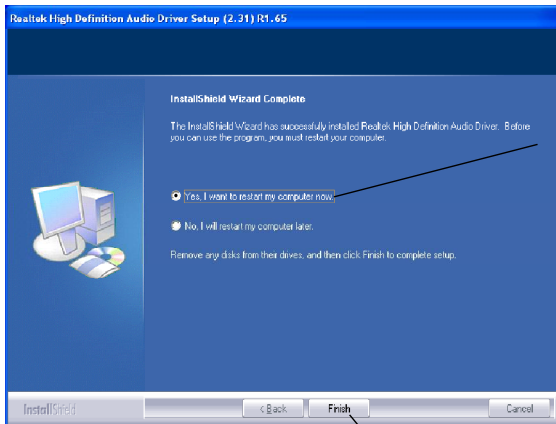 Realtek High Definition Audio Driver Setup (2.31) R1.65
InstallShield Wizard Complete
The InstallShield Wizard has successfully installed Realtek High Definition Audio Driver. Before
you can use the program, you must restart your computer.
Yes, I want to restart my computer now.
No, I will restart my computer later.
Remove any disks from their drives, and then click Finish to complete setup.
InstallShield
< Back
Finish
Cancel